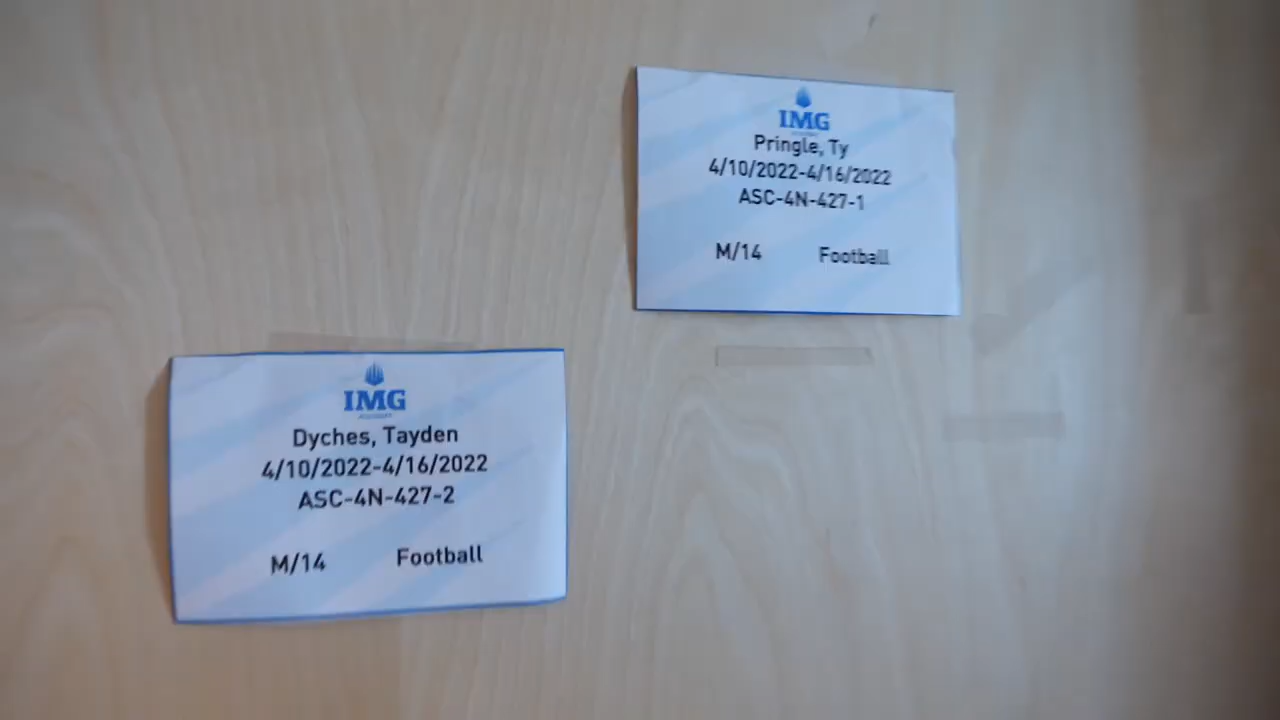 IMG
Pringle, Ty
4/10/2022-4/16/2022
ASC-4N-427-1
M/14 Football
IMG
ACADEMY
Dyches, Tayden
4/10/2022-4/16/2022
ASC-4N-427-2
M/14 Football